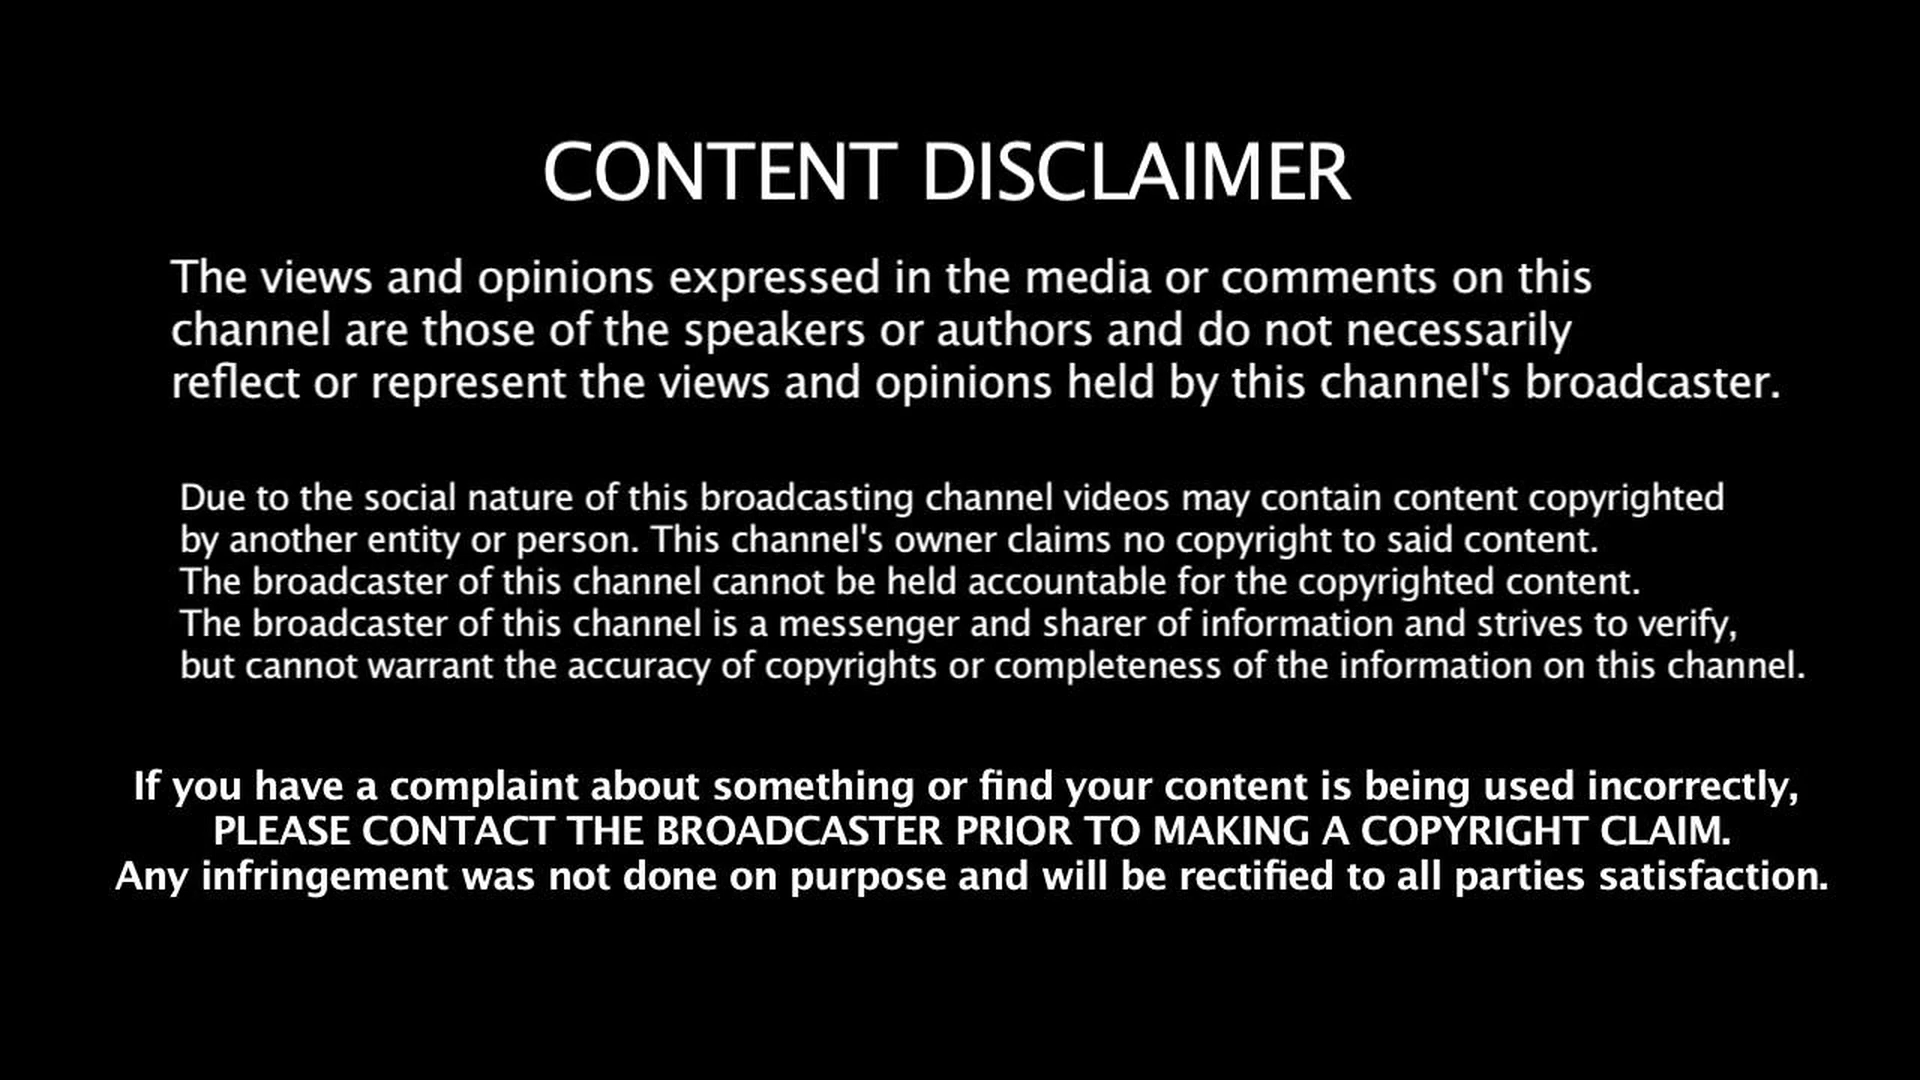 CONTENT DISCLAIMER
The views and opinions expressed in the media or comments on this
channel are those of the speakers or authors and do not necessarily
reflect or represent the views and opinions held by this channel's broadcaster.
Due to the social nature of this broadcasting channel videos may contain content copyrighted
by another entity or person. This channel's owner claims no copyright to said content.
The broadcaster of this channel cannot be held accountable for the copyrighted content.
The broadcaster of this channel is a messenger and sharer of information and strives to verify,
but cannot warrant the accuracy of copyrights or completeness of the information on this channel.
If you have a complaint about something or find your content is being used incorrectly,
PLEASE CONTACT THE BROADCASTER PRIOR TO MAKING A COPYRIGHT CLAIM.
Any infringement was not done on purpose and will be rectified to all parties satisfaction.